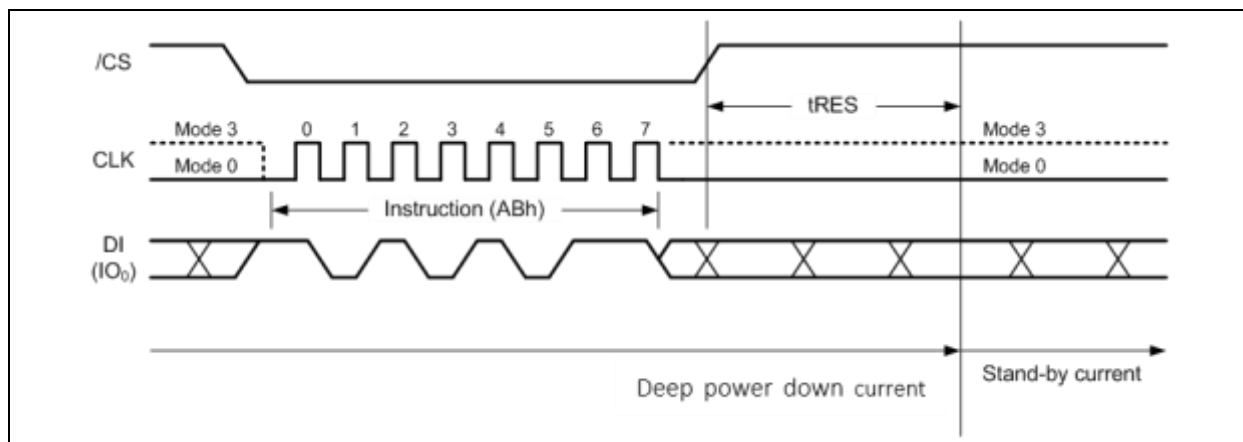 /CS
tRES
0 1 2 3 4 5 6 7
Mode 3
Mode 3
CLK
Mode 0
Mode 0
Instruction (ABh)
DI
(IO₀)
Deep power down current
Stand-by current